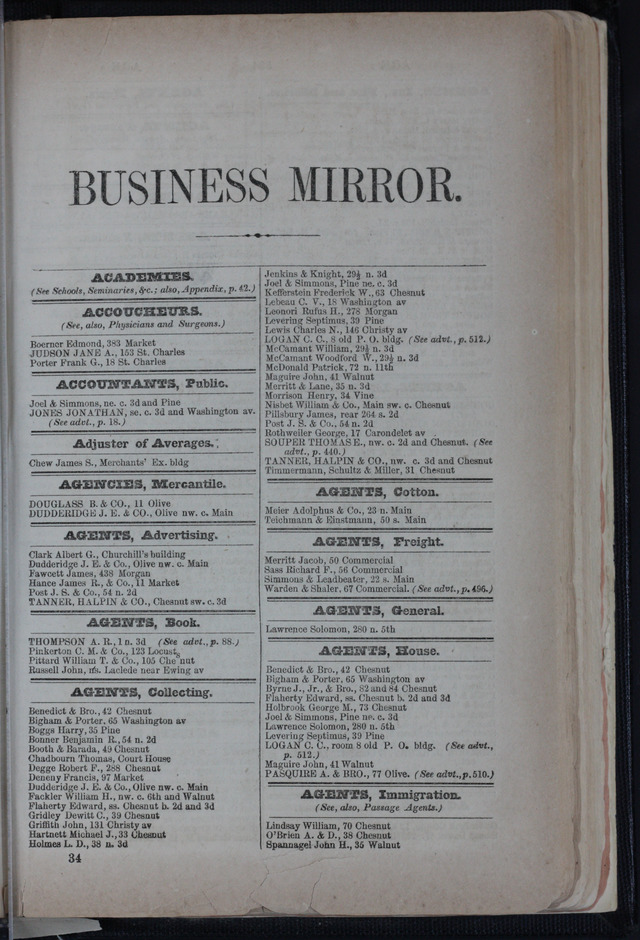 BUSINESS MIRROR.
ACADEMIES.
(See Schools, Seminaries, &c.; also, Appendix, p. 42.)
ACCOUCHEURS.
(See, also, Physicians and Surgeons.)
Boerner Edmond, 383 Market
JUDSON JANE A., 153 St. Charles
Porter Frank G., 18 St. Charles
ACCOUNTANTS, Public.
Joel & Simmons, ne. c. 3d and Pine
JONES JONATHAN, se. c. 3d and Washington av.
(See advt., p. 18.)
Adjuster of Averages.
Chew James S., Merchants' Ex. bldg
AGENCIES, Mercantile.
DOUGLASS B. & CO., 11 Olive
DUDDERIDGE J. E. & CO., Olive nw. c. Main
AGENTS, Advertising.
Clark Albert G., Churchill's building
Dudderidge J. E. & Co., Olive nw. c. Main
Fawcett James, 438 Morgan
Hance James R., & Co., 11 Market
Post J. S. & Co., 54 n. 2d
TANNER, HALPIN & CO., Chesnut sw. c. 3d
AGENTS, Book.
THOMPSON A. R., 1 n. 3d (See advt., p. 88.)
Pinkerton C. M. & Co., 123 Locust
Pittard William T. & Co., 105 Che nut
Russell John, ns. Laclede near Ewing av
AGENTS, Collecting.
Benedict & Bro., 42 Chesnut
Bigham & Porter, 65 Washington av
Boggs Harry, 35 Pine
Bonner Benjamin R., 54 n. 2d
Booth & Barada, 49 Chesnut
Chadbourn Thomas, Court House
Degge Robert F., 288 Chesnut
Deneny Francis, 97 Market
Dudderidge J. E. & Co., Olive nw. c. Main
Fackler William H., nw. c. 6th and Walnut
Flaherty Edward, ss. Chesnut b. 2d and 3d
Gridley Dewitt C., 39 Chesnut
Griffith John, 131 Christy av
Hartnett Michael J., 33 Chesnut
Holmes L. D., 38 n. 3d
34
Jenkins & Knight, 29½ n. 3d
Joel & Simmons, Pine ne. c. 3d
Kefferstein Frederick W., 63 Chesnut
Lebeau C. V., 18 Washington av
Leonori Rufus H., 278 Morgan
Levering Septimus, 39 Pine
Lewis Charles N., 146 Christy av
LOGAN C. C., 8 old P. O. bldg. (See advt., p. 512.)
McCamant William, 29½ n. 3d
McCamant Woodford W., 29½ n. 3d
McDonald Patrick, 72 n. 11th
Maguire John, 41 Walnut
Merritt & Lane, 35 n. 3d
Morrison Henry, 34 Vine
Nisbet William & Co., Main sw. c. Chesnut
Pillsbury James, rear 264 s. 2d
Post J. S. & Co., 54 n. 2d
Rothweiler George, 17 Carondelet av
SOUPER THOMAS E., nw. c. 2d and Chesnut. (See
advt., p. 440.)
TANNER, HALPIN & CO., nw. c. 3d and Chesnut
Timmermann, Schultz & Miller, 31 Chesnut
AGENTS, Cotton.
Meier Adolphus & Co., 23 n. Main
Teichmann & Einstmann, 50 s. Main
AGENTS, Freight.
Merritt Jacob, 50 Commercial
Sass Richard F., 56 Commercial
Simmons & Leadbeater, 22 s. Main
Warden & Shaler, 67 Commercial. (See advt., p. 496.)
AGENTS, General.
Lawrence Solomon, 280 n. 5th
AGENTS, House.
Benedict & Bro., 42 Chesnut
Bigham & Porter, 65 Washington av
Byrne J., Jr., & Bro., 82 and 84 Chesnut
Flaherty Edward, ss. Chesnut b. 2d and 3d
Holbrook George M., 73 Chesnut
Joel & Simmons, Pine ne. c. 3d
Lawrence Solomon, 280 n. 5th
Levering Septimus, 39 Pine
LOGAN C. C., room 8 old P. O. bldg. (See advt.,
p. 512.)
Maguire John, 41 Walnut
PASQUIRE A. & BRO., 77 Olive. (See advt., p. 510.)
AGENTS, Immigration.
(See, also, Passage Agents.)
Lindsay William, 70 Chesnut
O'Brien A. & D., 38 Chesnut
Spannagel John H., 35 Walnut